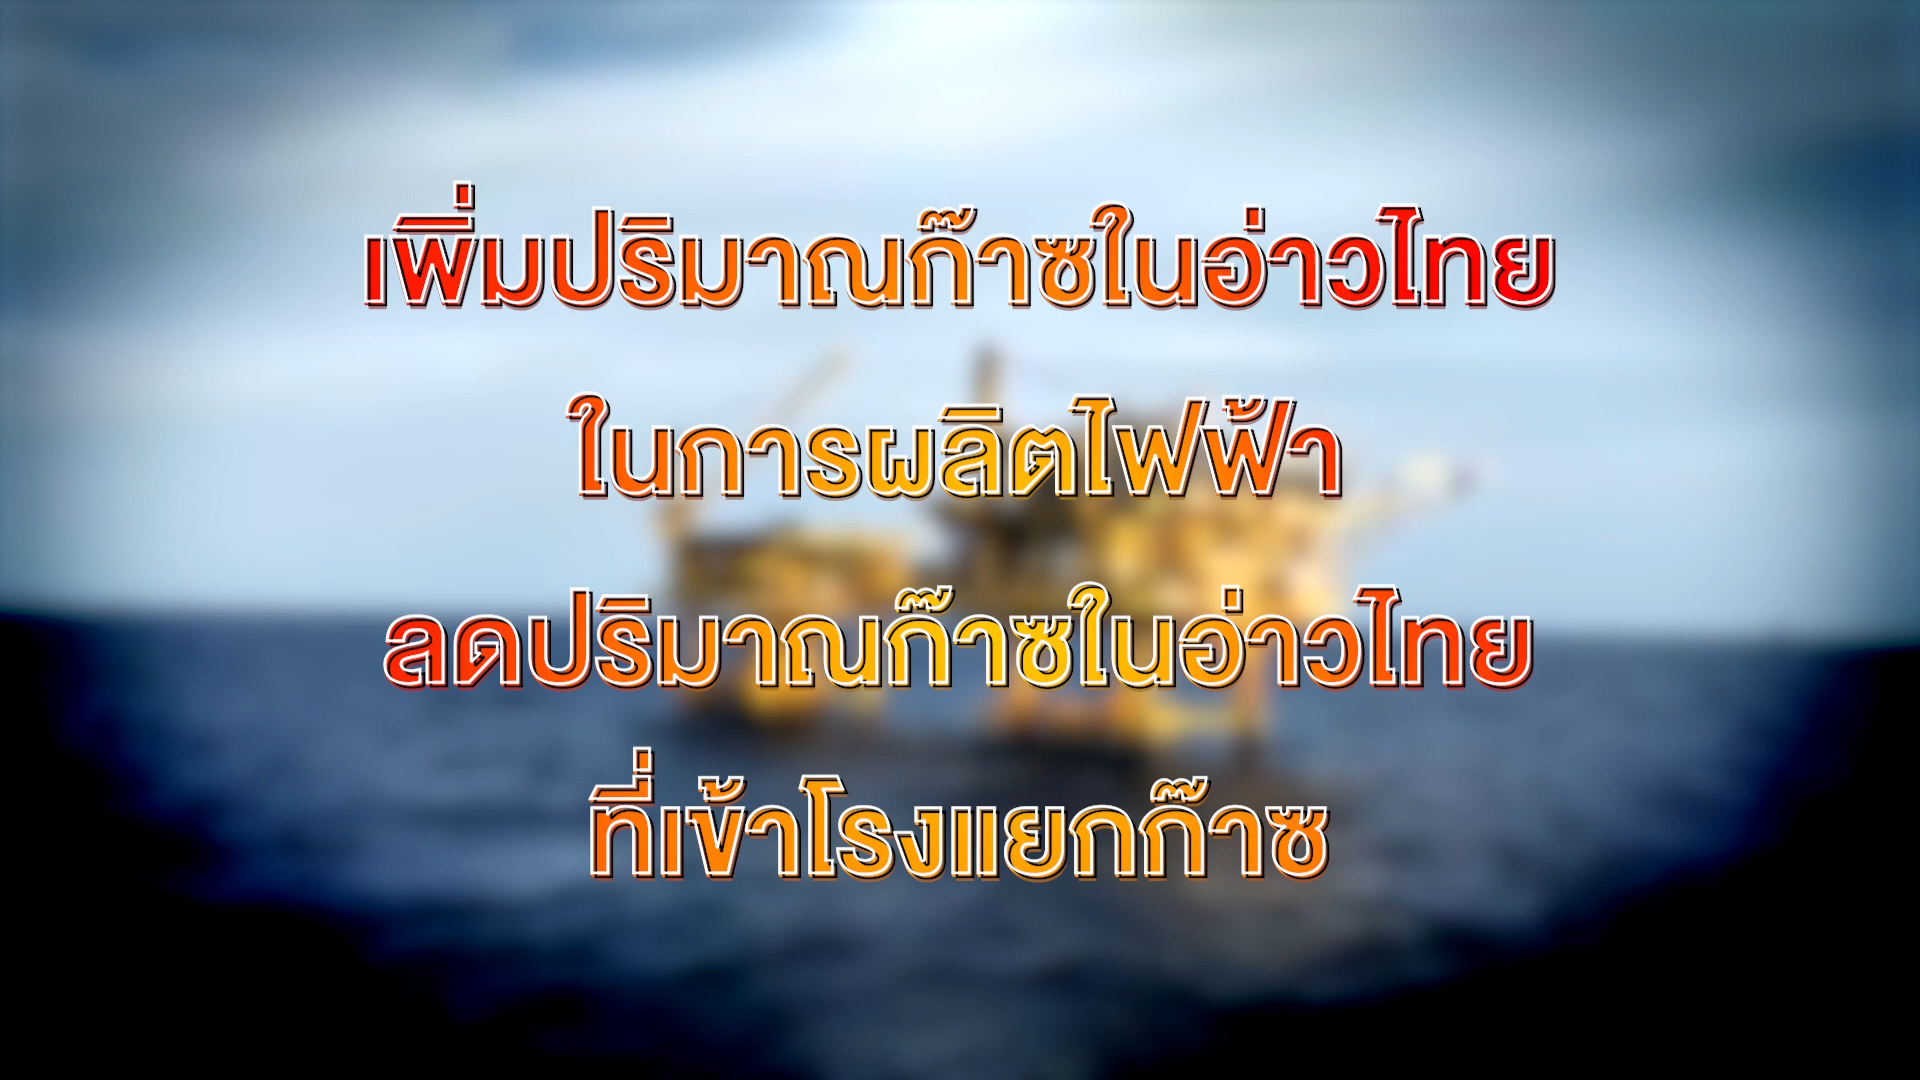 เพิ่มปริมาณก๊าซในอ่าวไทย
ในการผลิตไฟฟ้า
ลดปริมาณก๊าซในอ่าวไทย
ที่เข้าโรงแยกก๊าซ